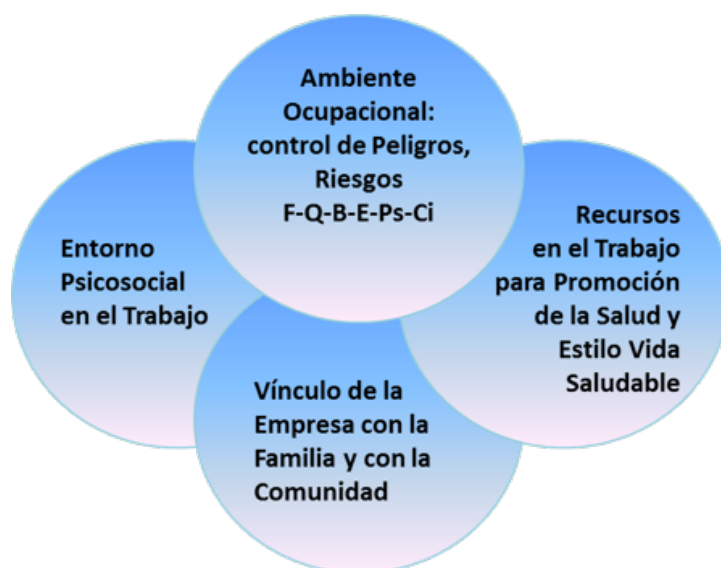 Ambiente
Ocupacional:
control de Peligros,
Riesgos
F-Q-B-E-Ps-Ci
Entorno
Psicosocial
en el Trabajo
Recursos
en el Trabajo
para Promoción
de la Salud y
Estilo Vida
Saludable
Vínculo de la
Empresa con la
Familia y con la
Comunidad